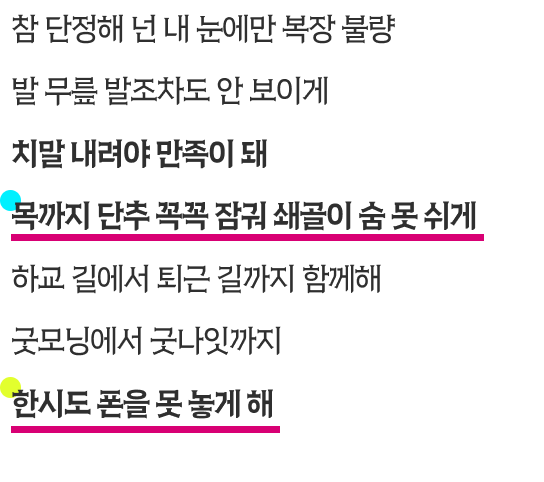 참 단정해 넌 내 눈에만 복장 불량
발 무릎 발조차도 안 보이게
치말 내려야 만족이 돼
목까지 단추 꼭꼭 잠궈 쇄골이 숨 못 쉬게
하교 길에서 퇴근 길까지 함께해
굿모닝에서 굿나잇까지
한시도 폰을 못 놓게 해